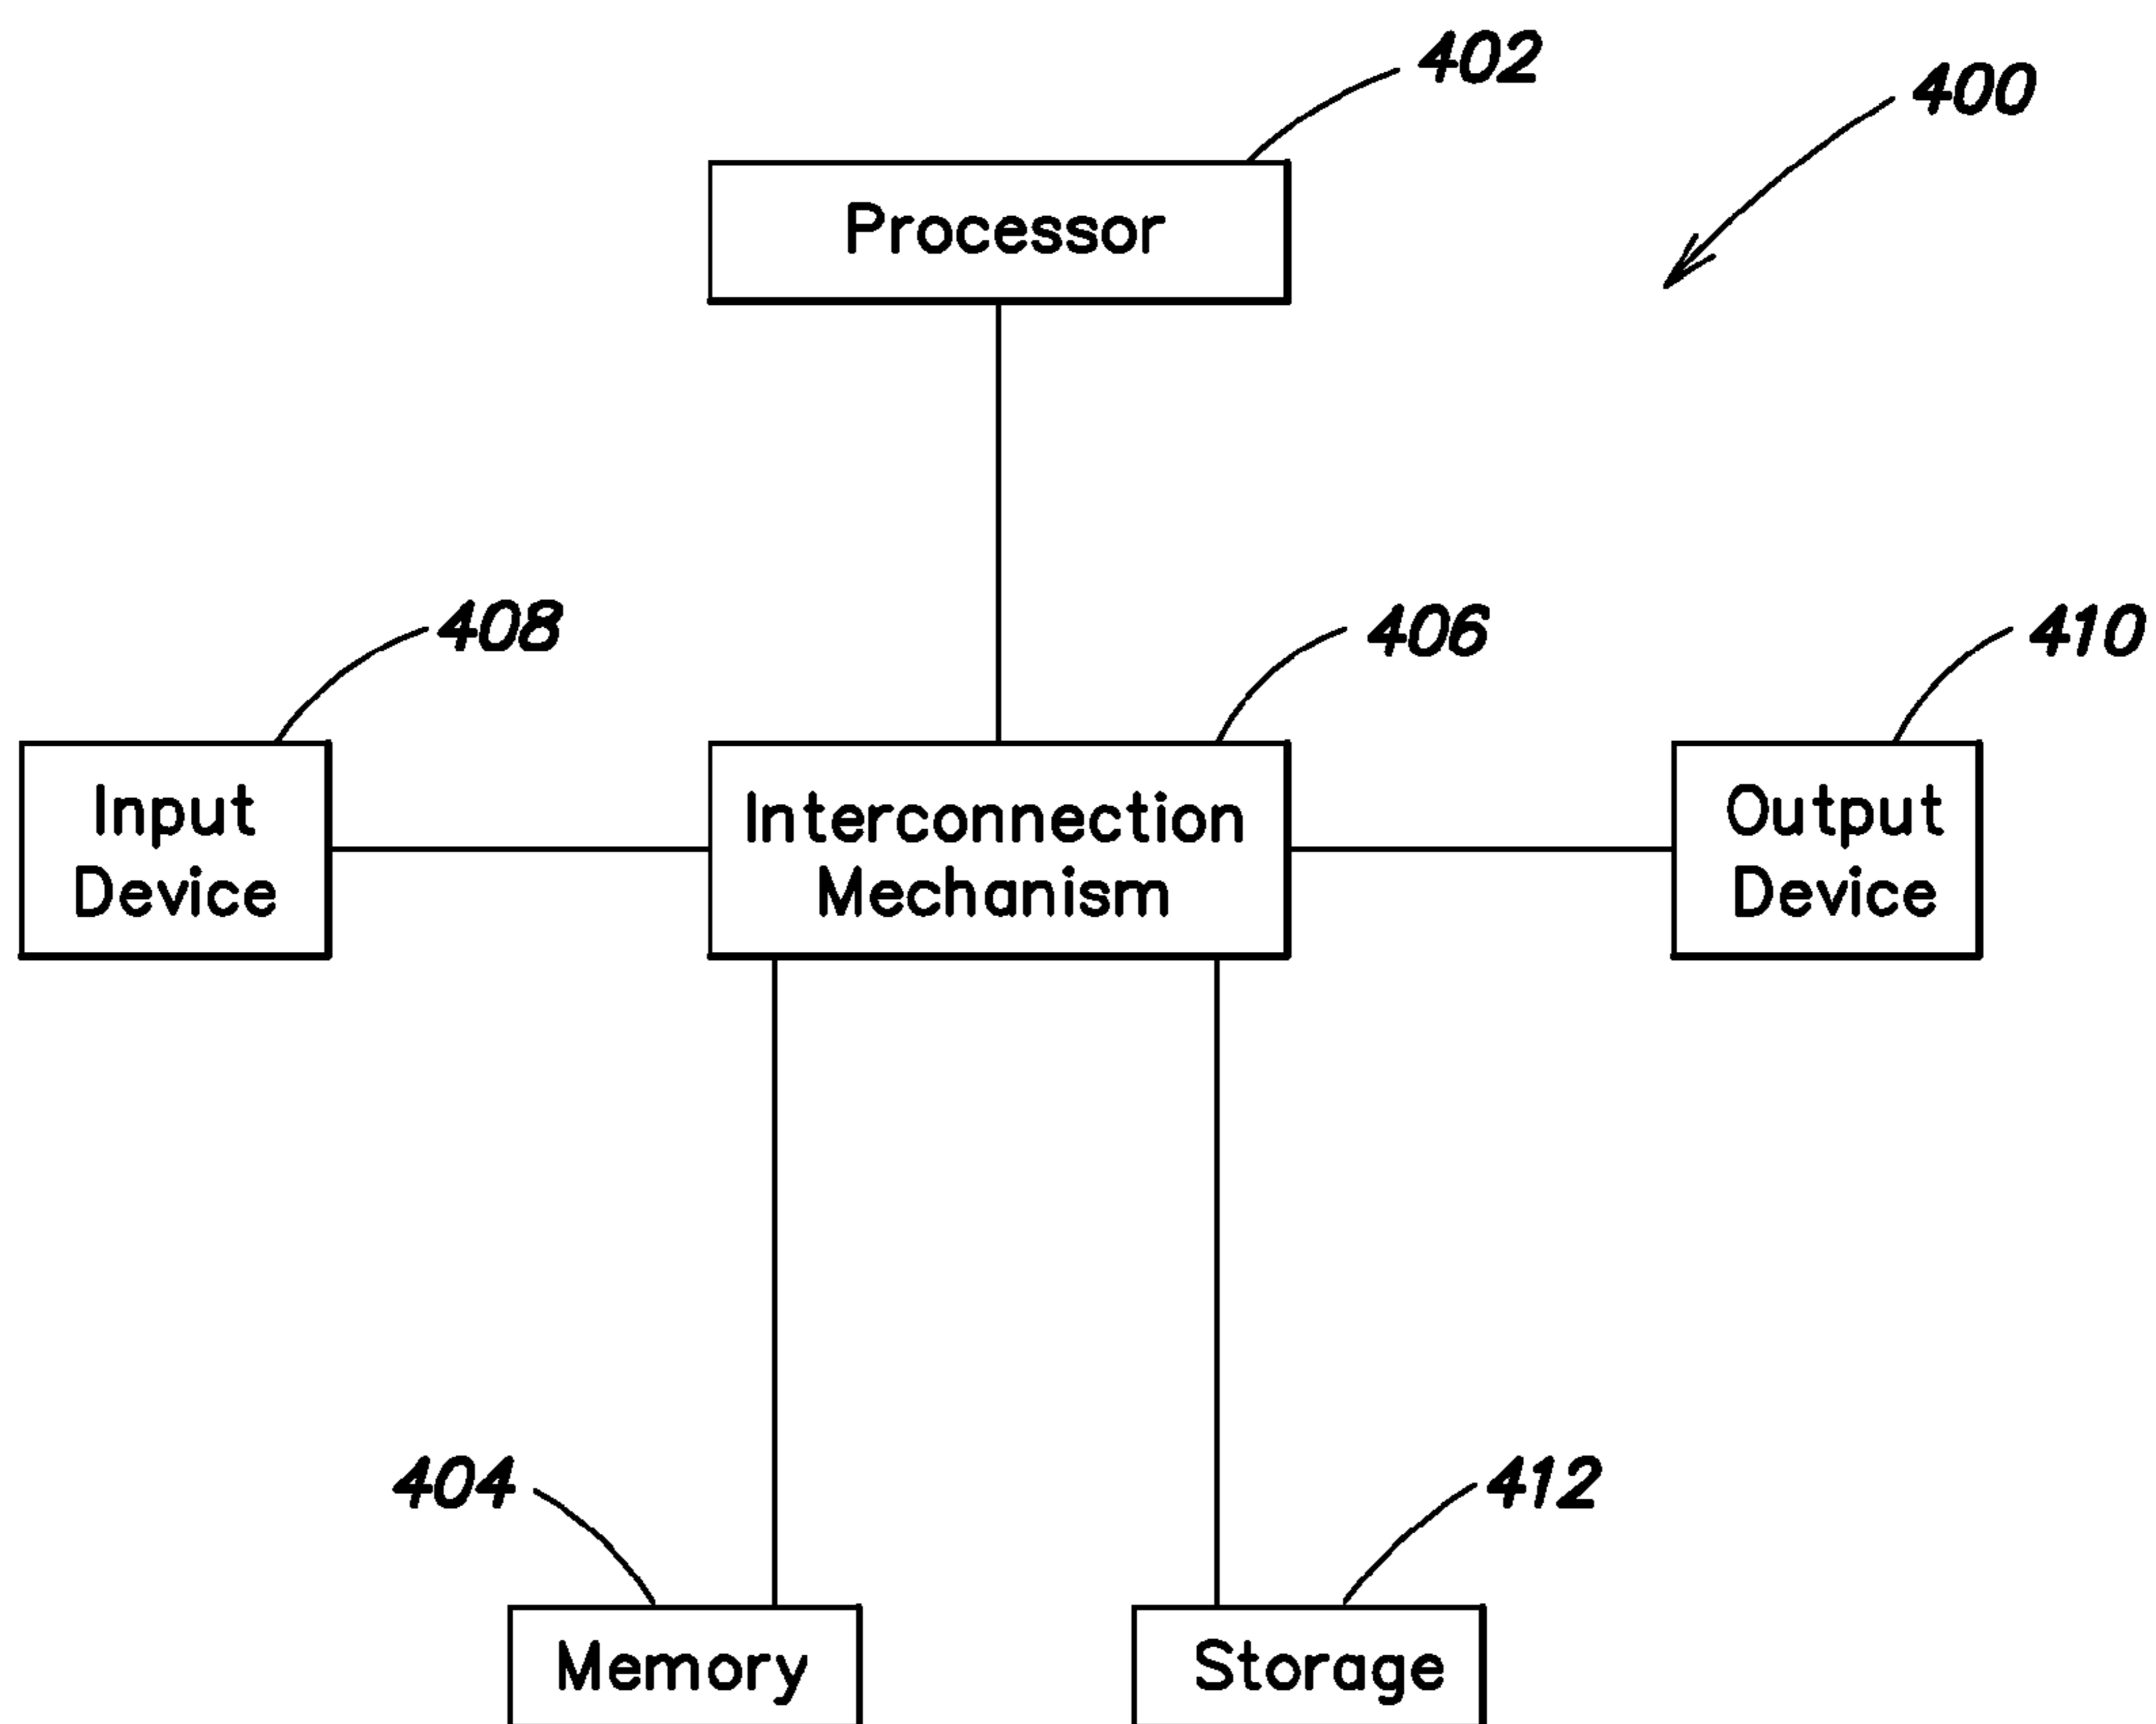 402
400
Processor
408
406
410
Input
Device
Interconnection
Mechanism
Output
Device
404
412
Memory
Storage